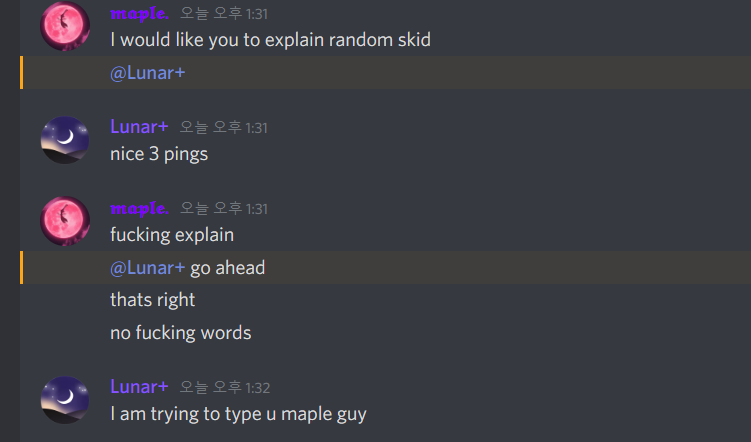 maple. 오늘 오후 1:31
I would like you to explain random skid
@Lunar+
Lunar+ 오늘 오후 1:31
nice 3 pings
maple. 오늘 오후 1:31
fucking explain
@Lunar+ go ahead
thats right
no fucking words
Lunar+ 오늘 오후 1:32
I am trying to type u maple guy